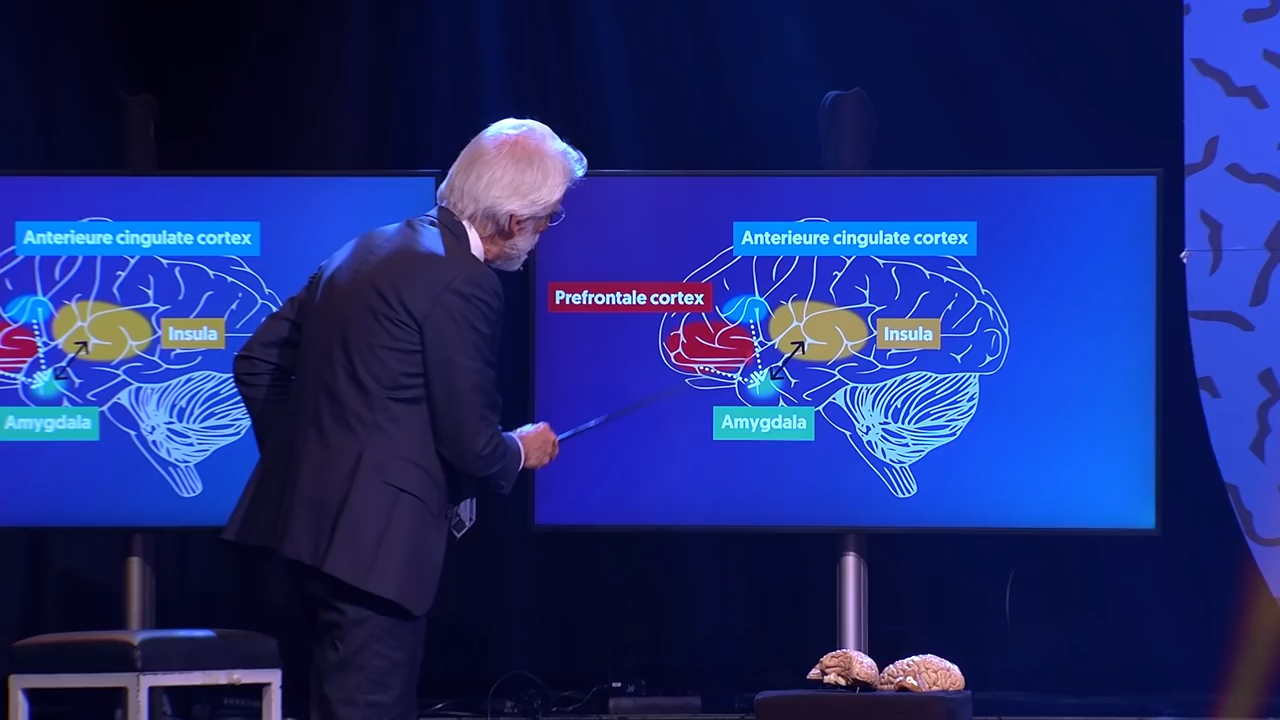 Anterieure cingulate cortex
Insula
Amygdala
Anterieure cingulate cortex
Prefrontale cortex
Insula
Amygdala